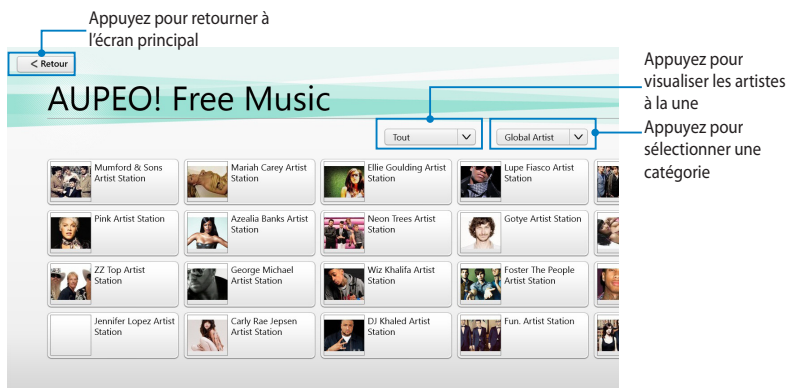 Appuyez pour retourner à
l'écran principal
< Retour
AUPEO! Free Music
Appuyez pour
visualiser les artistes
à la une
Appuyez pour
sélectionner une
catégorie
Tout
Global Artist
Mumford & Sons
Artist Station
Mariah Carey Artist
Station
Ellie Goulding Artist
Station
Lupe Fiasco Artist
Station
Pink Artist Station
Azealia Banks Artist
Station
Neon Trees Artist
Station
Gotye Artist Station
ZZ Top Artist
Station
George Michael
Artist Station
Wiz Khalifa Artist
Station
Foster The People
Artist Station
Jennifer Lopez Artist
Station
Carly Rae Jepsen
Artist Station
DJ Khaled Artist
Station
Fun. Artist Station